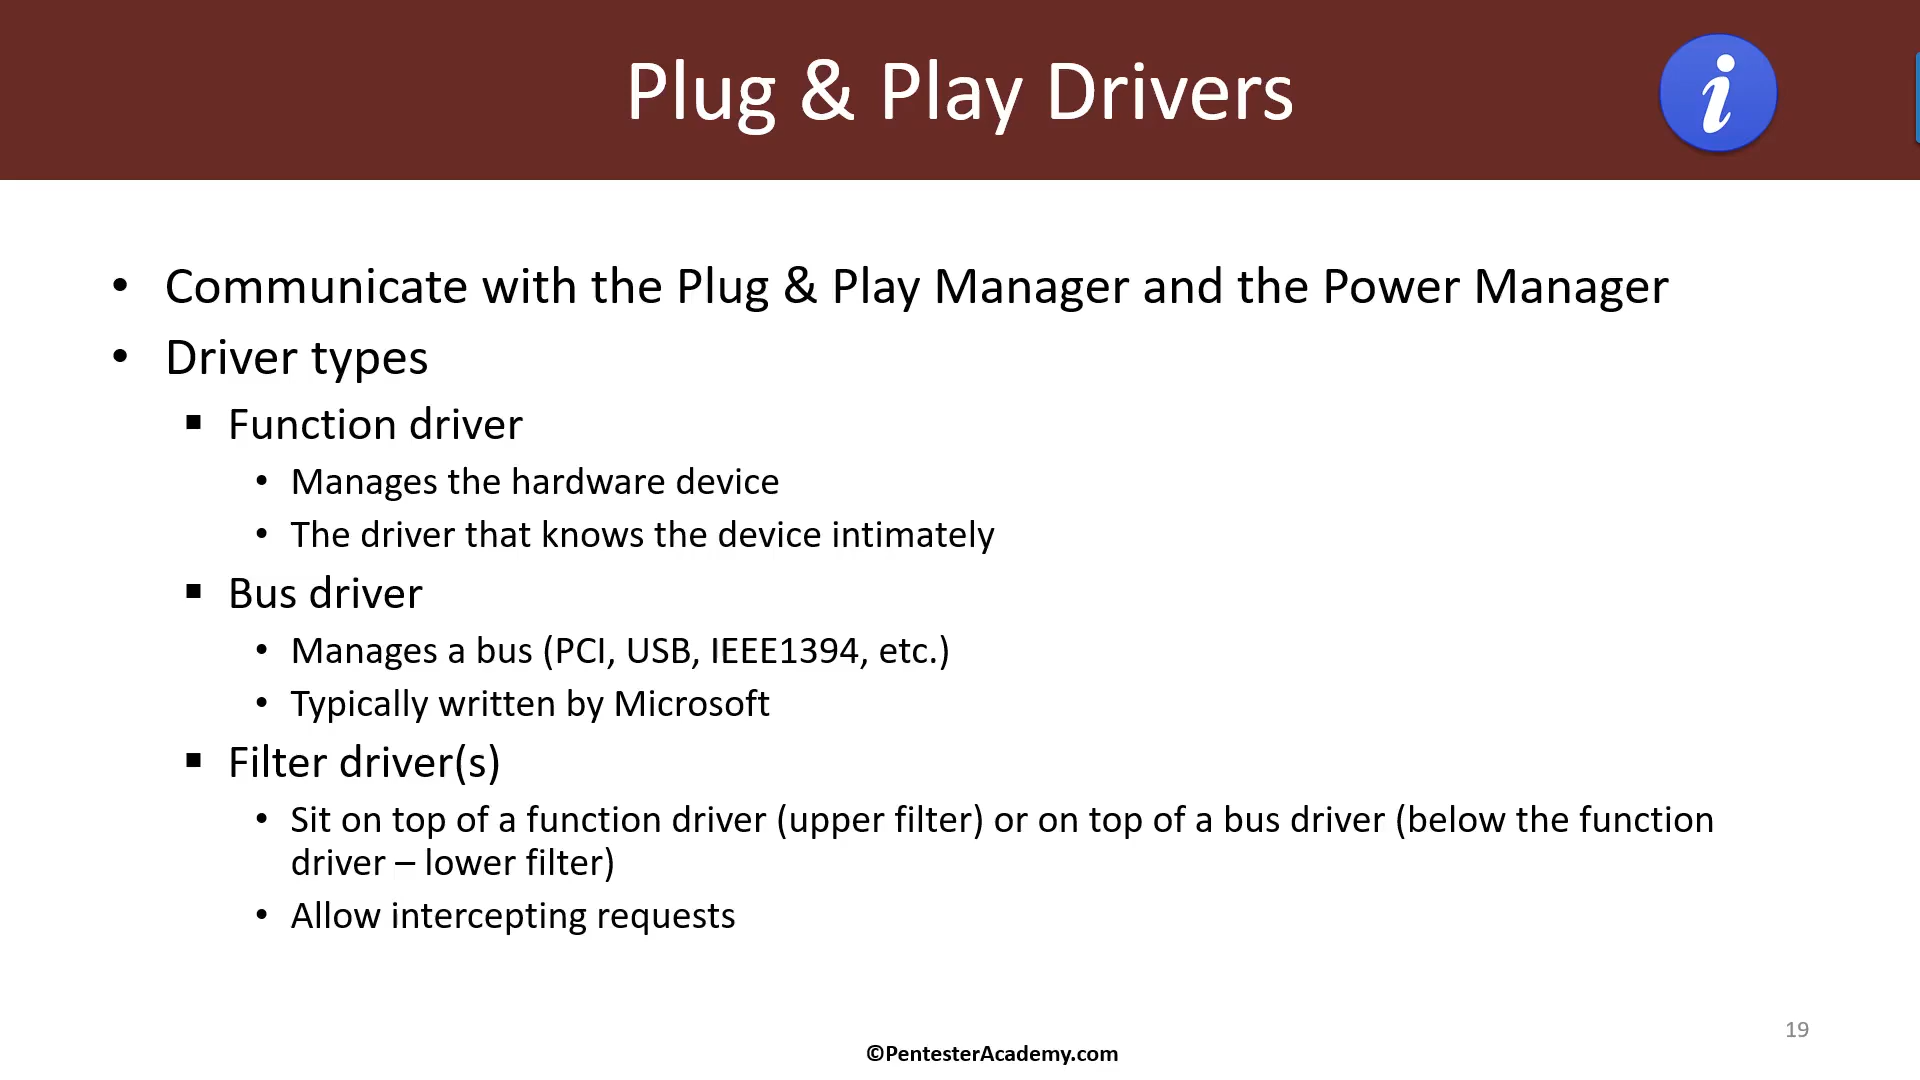 Plug & Play Drivers
• Communicate with the Plug & Play Manager and the Power Manager
• Driver types
▪ Function driver
• Manages the hardware device
• The driver that knows the device intimately
▪ Bus driver
• Manages a bus (PCI, USB, IEEE1394, etc.)
• Typically written by Microsoft
▪ Filter driver(s)
• Sit on top of a function driver (upper filter) or on top of a bus driver (below the function
driver – lower filter)
• Allow intercepting requests
19
©PentesterAcademy.com